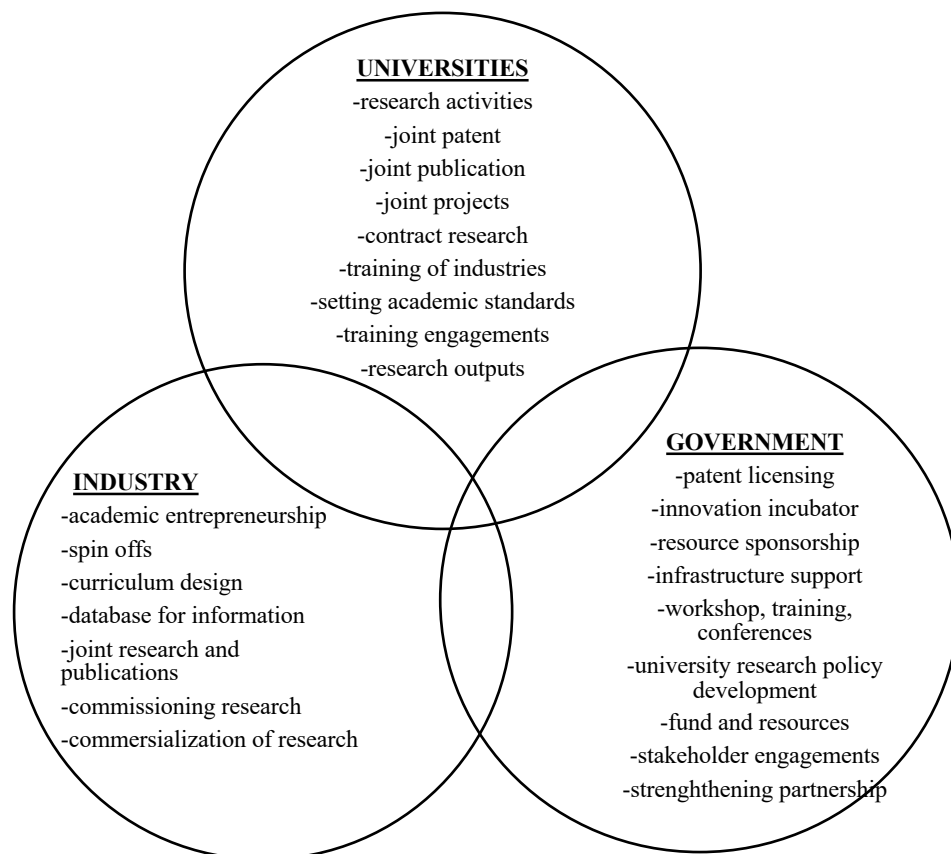 UNIVERSITIES
-research activities
-joint patent
-joint publication
-joint projects
-contract research
-training of industries
-setting academic standards
-training engagements
-research outputs
INDUSTRY
-academic entrepreneurship
-spin offs
-curriculum design
-database for information
-joint research and
publications
-commissioning research
-commersialization of research
GOVERNMENT
-patent licensing
-innovation incubator
-resource sponsorship
-infrastructure support
-workshop, training,
conferences
-university research policy
development
-fund and resources
-stakeholder engagements
-strenghthening partnership